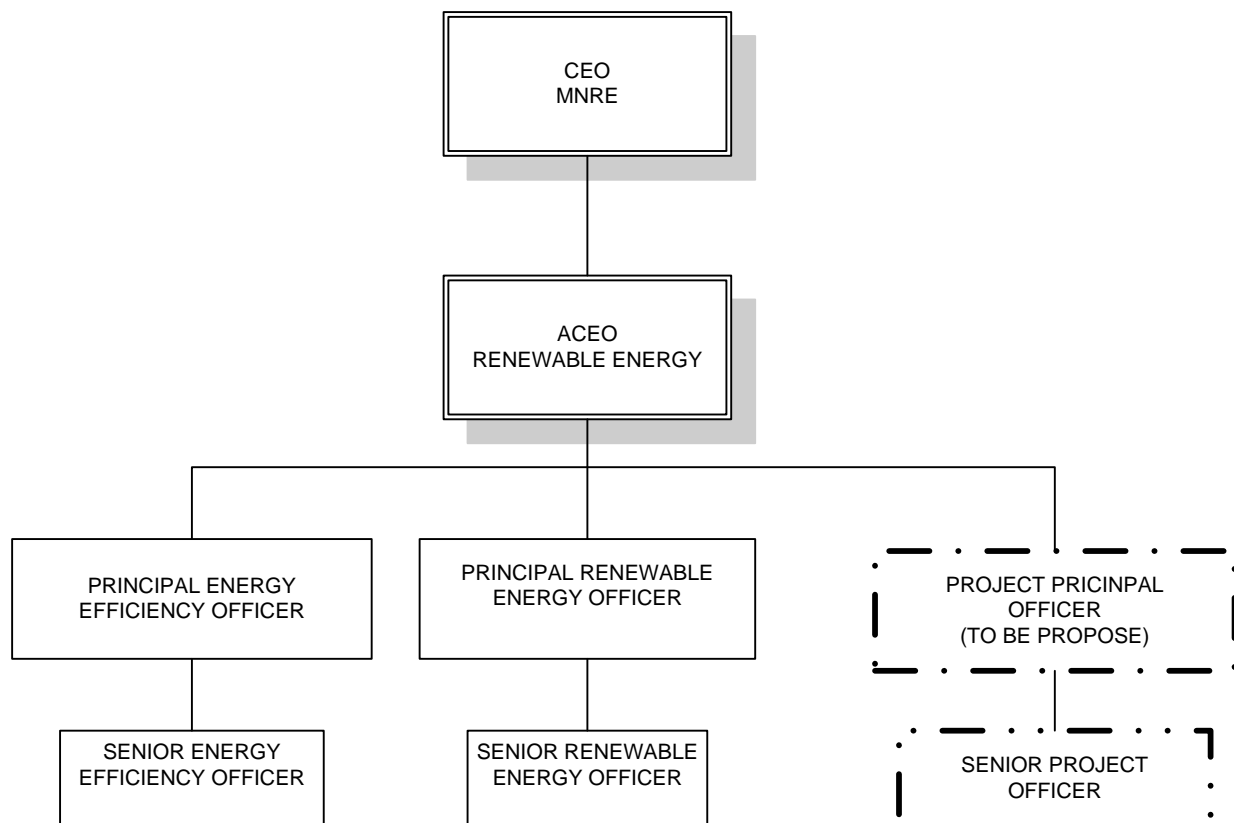 CEO
MNRE
ACEO
RENEWABLE ENERGY
PRINCIPAL ENERGY
EFFICIENCY OFFICER
PRINCIPAL RENEWABLE
ENERGY OFFICER
PROJECT PRICINPAL
OFFICER
(TO BE PROPOSE)
SENIOR ENERGY
EFFICIENCY OFFICER
SENIOR RENEWABLE
ENERGY OFFICER
SENIOR PROJECT
OFFICER